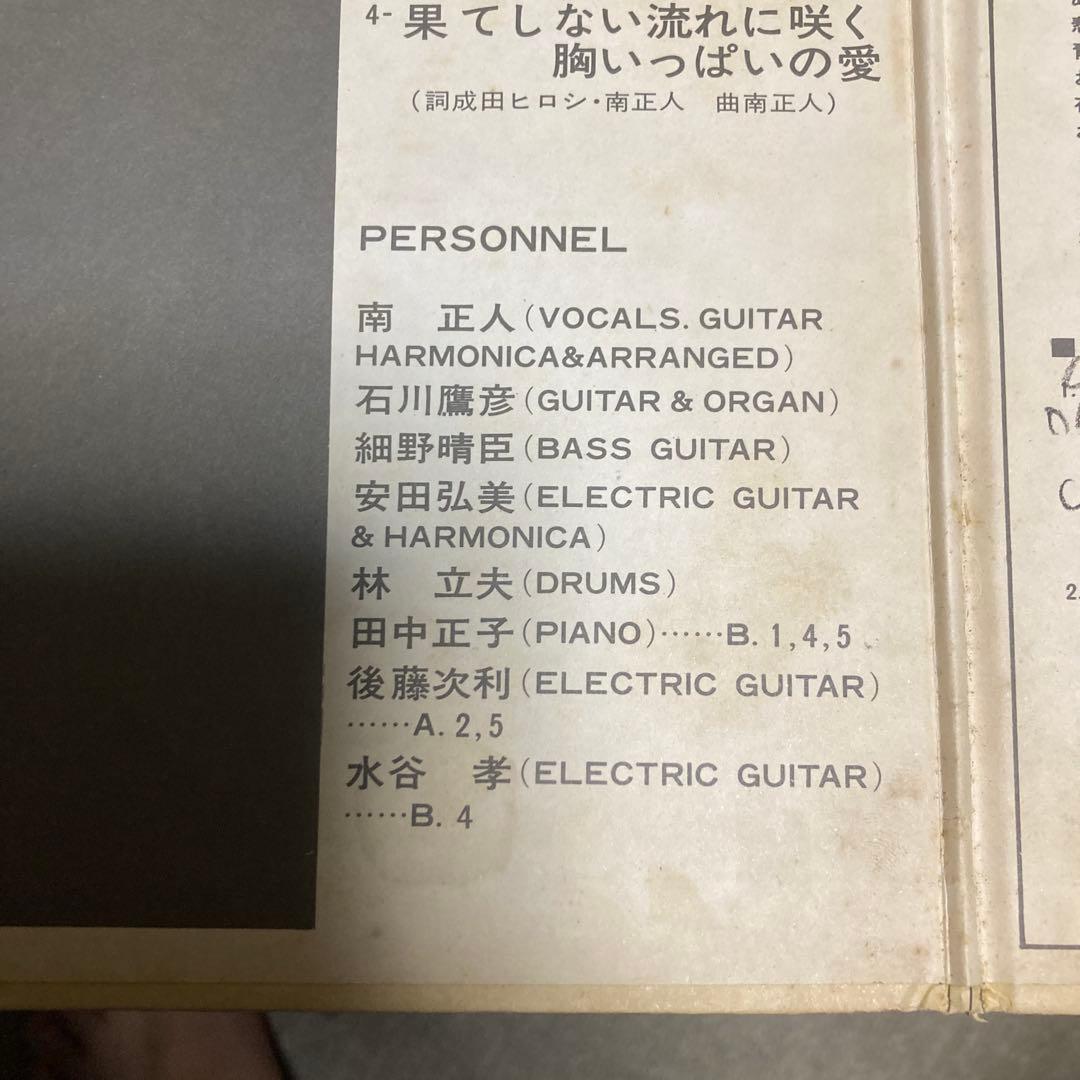 4- 果てしない流れに咲く
胸いっぱいの愛
(詞成田ヒロシ・南正人 曲南正人)
PERSONNEL
南 正人(VOCALS. GUITAR
HARMONICA&ARRANGED)
石川鷹彦(GUITAR & ORGAN)
細野晴臣(BASS GUITAR)
安田弘美(ELECTRIC GUITAR
& HARMONICA)
林 立夫(DRUMS)
田中正子(PIANO)……B. 1,4,5
後藤次利(ELECTRIC GUITAR)
……A. 2,5
水谷 孝(ELECTRIC GUITAR)
……B. 4
2.